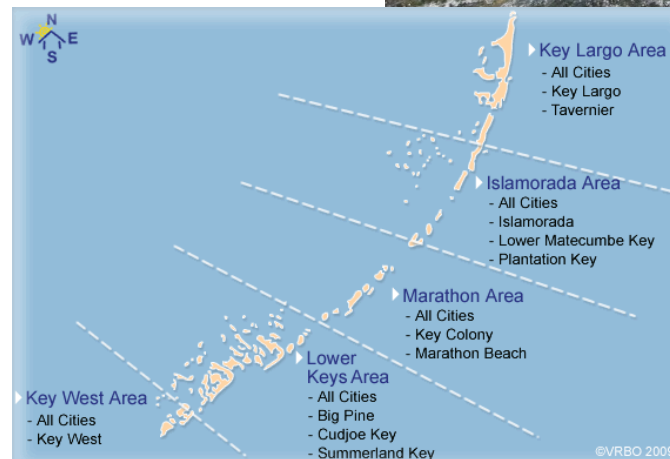 N
W E
S
Key Largo Area
- All Cities
- Key Largo
- Tavernier
Islamorada Area
- All Cities
- Islamorada
- Lower Matecumbe Key
- Plantation Key
Marathon Area
- All Cities
- Key Colony
- Marathon Beach
Lower
Keys Area
- All Cities
- Big Pine
- Cudjoe Key
- Summerland Key
Key West Area
- All Cities
- Key West
©VRBO 2009